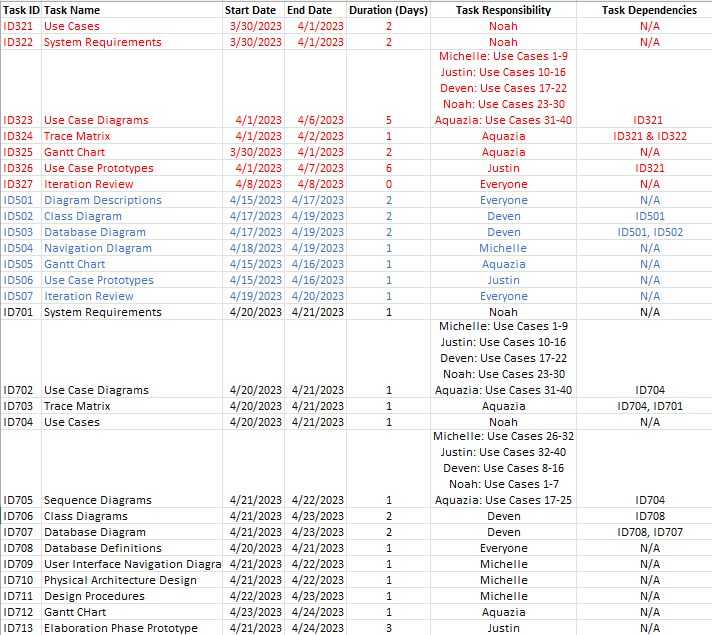 Task ID Task Name Start Date End Date Duration (Days) Task Responsibility Task Dependencies
ID321 Use Cases 3/30/2023 4/1/2023 2 Noah N/A
ID322 System Requirements 3/30/2023 4/1/2023 2 Noah N/A
Michelle: Use Cases 1-9
Justin: Use Cases 10-16
Deven: Use Cases 17-22
Noah: Use Cases 23-30
ID323 Use Case Diagrams 4/1/2023 4/6/2023 5 Aquazia: Use Cases 31-40 ID321
ID324 Trace Matrix 4/1/2023 4/2/2023 1 Aquazia ID321 & ID322
ID325 Gantt Chart 3/30/2023 4/1/2023 2 Aquazia N/A
ID326 Use Case Prototypes 4/1/2023 4/7/2023 6 Justin ID321
ID327 Iteration Review 4/8/2023 4/8/2023 0 Everyone N/A
ID501 Diagram Descriptions 4/15/2023 4/17/2023 2 Everyone N/A
ID502 Class Diagram 4/17/2023 4/19/2023 2 Deven ID501
ID503 Database Diagram 4/17/2023 4/19/2023 2 Deven ID501, ID502
ID504 Navigation DIagram 4/18/2023 4/19/2023 1 Michelle N/A
ID505 Gantt Chart 4/15/2023 4/16/2023 1 Aquazia N/A
ID506 Use Case Prototypes 4/15/2023 4/16/2023 1 Justin N/A
ID507 Iteration Review 4/19/2023 4/20/2023 1 Everyone N/A
ID701 System Requirements 4/20/2023 4/21/2023 1 Noah N/A
Michelle: Use Cases 1-9
Justin: Use Cases 10-16
Deven: Use Cases 17-22
Noah: Use Cases 23-30
ID702 Use Case Diagrams 4/20/2023 4/21/2023 1 Aquazia: Use Cases 31-40 ID704
ID703 Trace Matrix 4/20/2023 4/21/2023 1 Aquazia ID704, ID701
ID704 Use Cases 4/20/2023 4/21/2023 1 Noah N/A
Michelle: Use Cases 26-32
Justin: Use Cases 32-40
Deven: Use Cases 8-16
Noah: Use Cases 1-7
ID705 Sequence Diagrams 4/21/2023 4/22/2023 1 Aquazia: Use Cases 17-25 ID704
ID706 Class Diagrams 4/21/2023 4/23/2023 2 Deven ID708
ID707 Database Diagram 4/21/2023 4/23/2023 2 Deven ID708, ID707
ID708 Database Definitions 4/20/2023 4/21/2023 1 Everyone N/A
ID709 User Interface Navigation Diagra 4/21/2023 4/22/2023 1 Michelle N/A
ID710 Physical Architecture Design 4/21/2023 4/22/2023 1 Michelle N/A
ID711 Design Procedures 4/22/2023 4/23/2023 1 Michelle N/A
ID712 Gantt CHart 4/23/2023 4/24/2023 1 Aquazia N/A
ID713 Elaboration Phase Prototype 4/21/2023 4/24/2023 3 Justin N/A